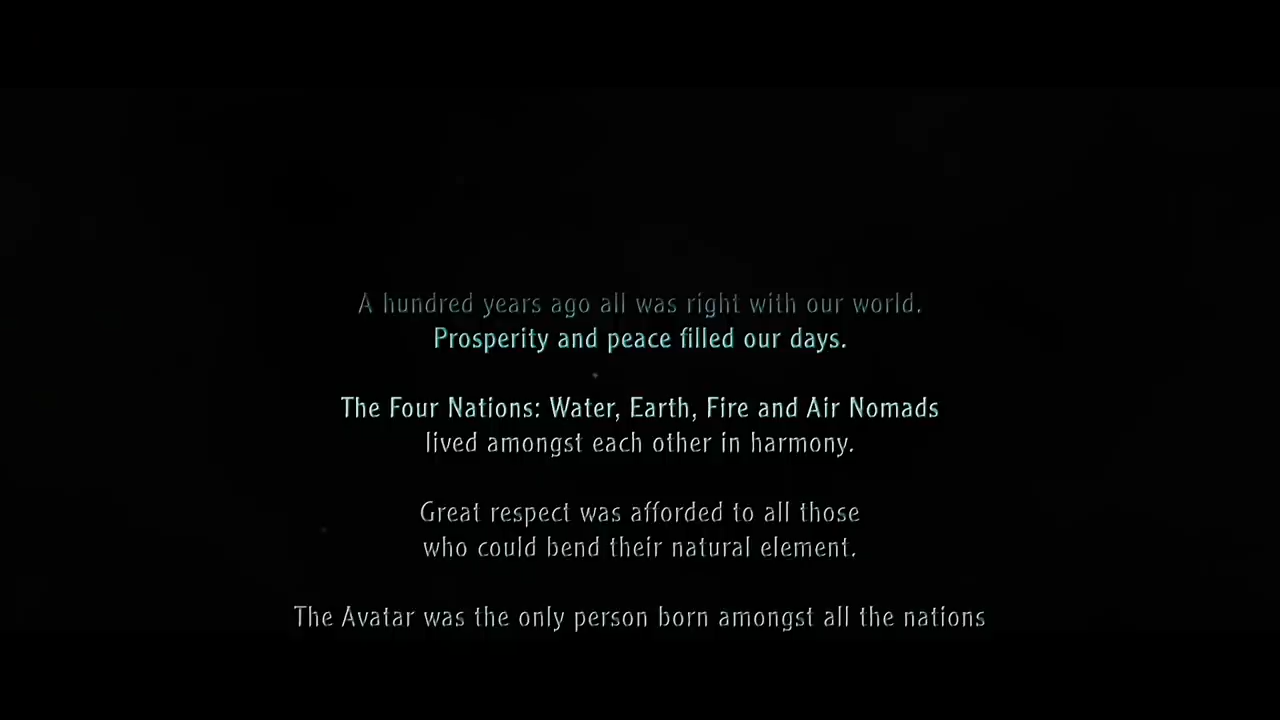 A hundred years ago all was right with our world.
Prosperity and peace filled our days.
The Four Nations: Water, Earth, Fire and Air Nomads
lived amongst each other in harmony.
Great respect was afforded to all those
who could bend their natural element.
The Avatar was the only person born amongst all the nations